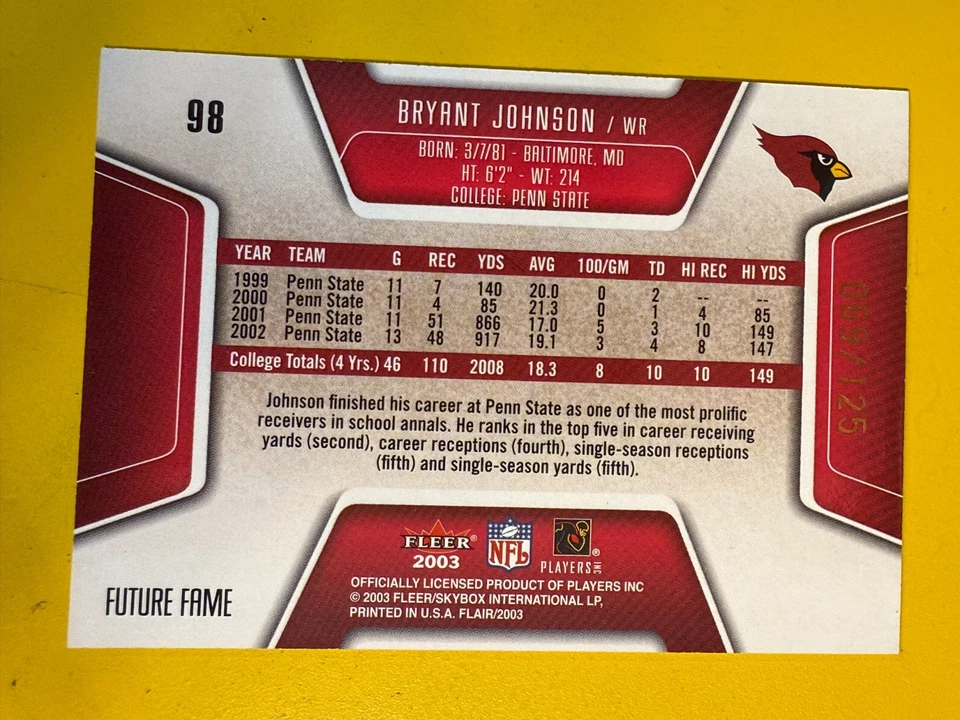 98
BRYANT JOHNSON / WR
BORN: 3/7/81 - BALTIMORE, MD
HT: 6'2" - WT: 214
COLLEGE: PENN STATE
YEAR TEAM G REC YDS AVG 100/GM TD HI REC HI YDS
1999 Penn State 11 7 140 20.0 0 2 -- --
2000 Penn State 11 4 85 21.3 0 1 4 85
2001 Penn State 11 51 866 17.0 5 3 10 149
2002 Penn State 13 48 917 19.1 3 4 8 147
College Totals (4 Yrs.) 46 110 2008 18.3 8 10 10 149
069/125
Johnson finished his career at Penn State as one of the most prolific
receivers in school annals. He ranks in the top five in career receiving
yards (second), career receptions (fourth), single-season receptions
(fifth) and single-season yards (fifth).
FLEER®
2003
NFL
PLAYERS INC ®
OFFICIALLY LICENSED PRODUCT OF PLAYERS INC
© 2003 FLEER/SKYBOX INTERNATIONAL LP,
PRINTED IN U.S.A. FLAIR/2003
FUTURE FAME